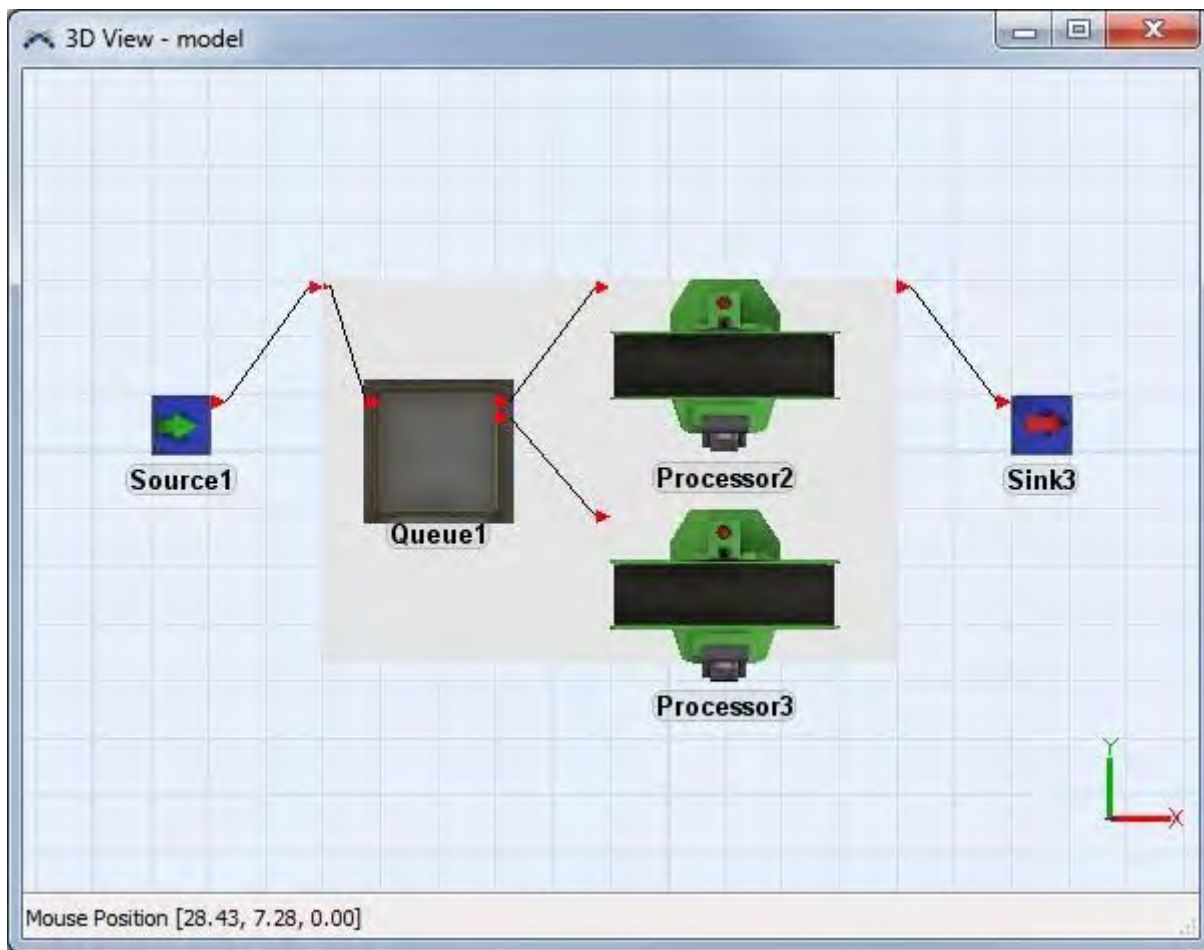 3D View - model
Source1
Queue1
Processor2
Sink3
Processor3
Y
X
Mouse Position [28.43, 7.28, 0.00]